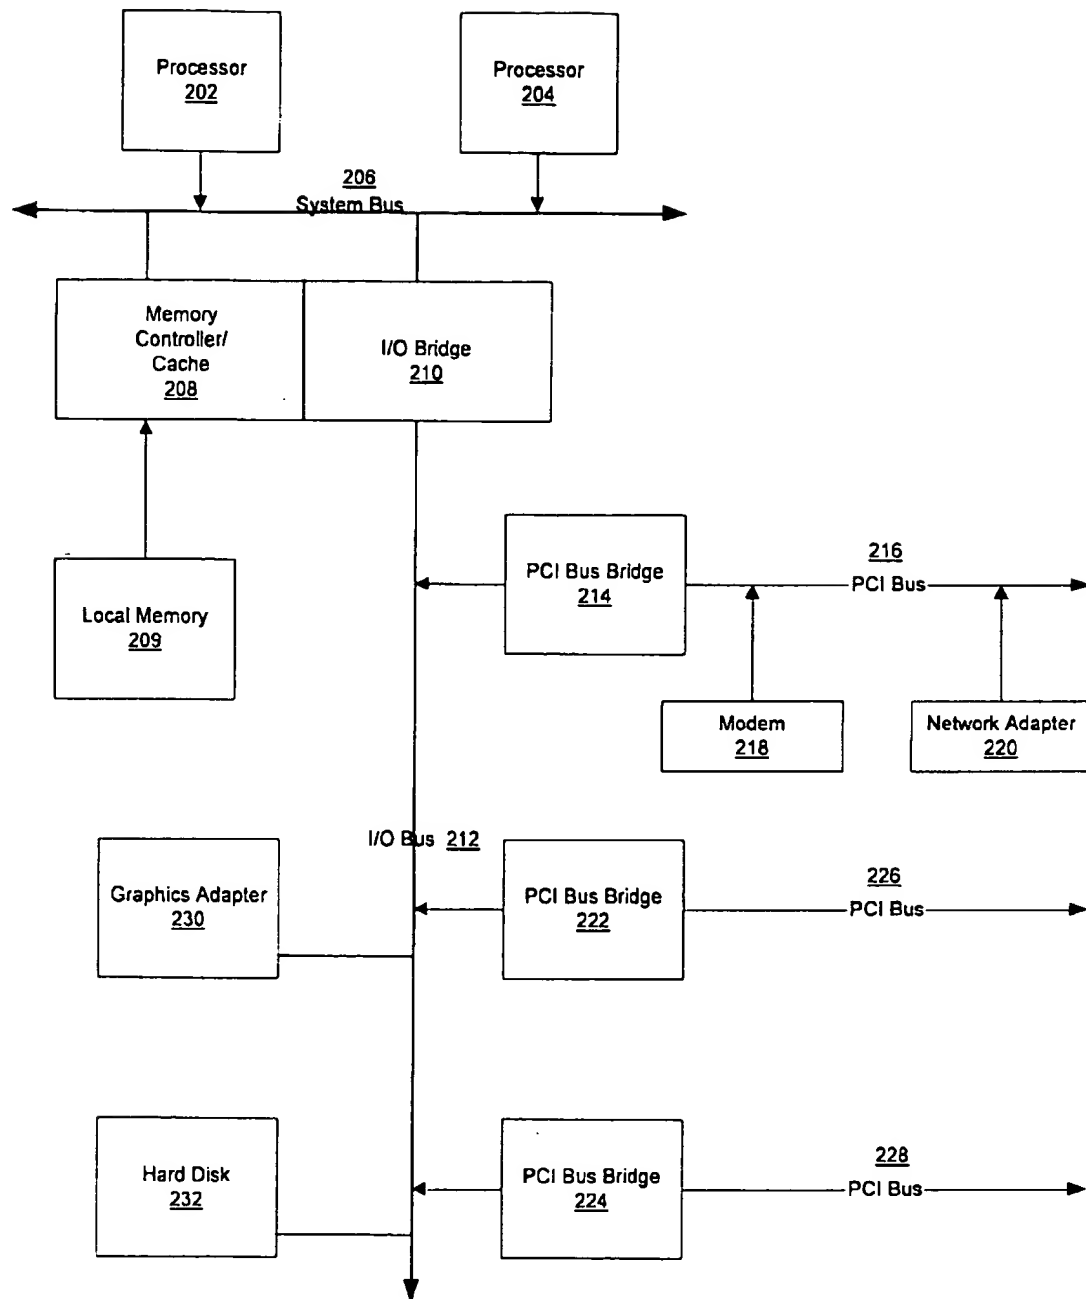 Processor
202
Processor
204
206
System Bus
Memory
Controller/
Cache
208
I/O Bridge
210
Local Memory
209
PCI Bus Bridge
214
216
PCI Bus
Modem
218
Network Adapter
220
I/O Bus 212
Graphics Adapter
230
PCI Bus Bridge
222
226
PCI Bus
Hard Disk
232
PCI Bus Bridge
224
228
PCI Bus